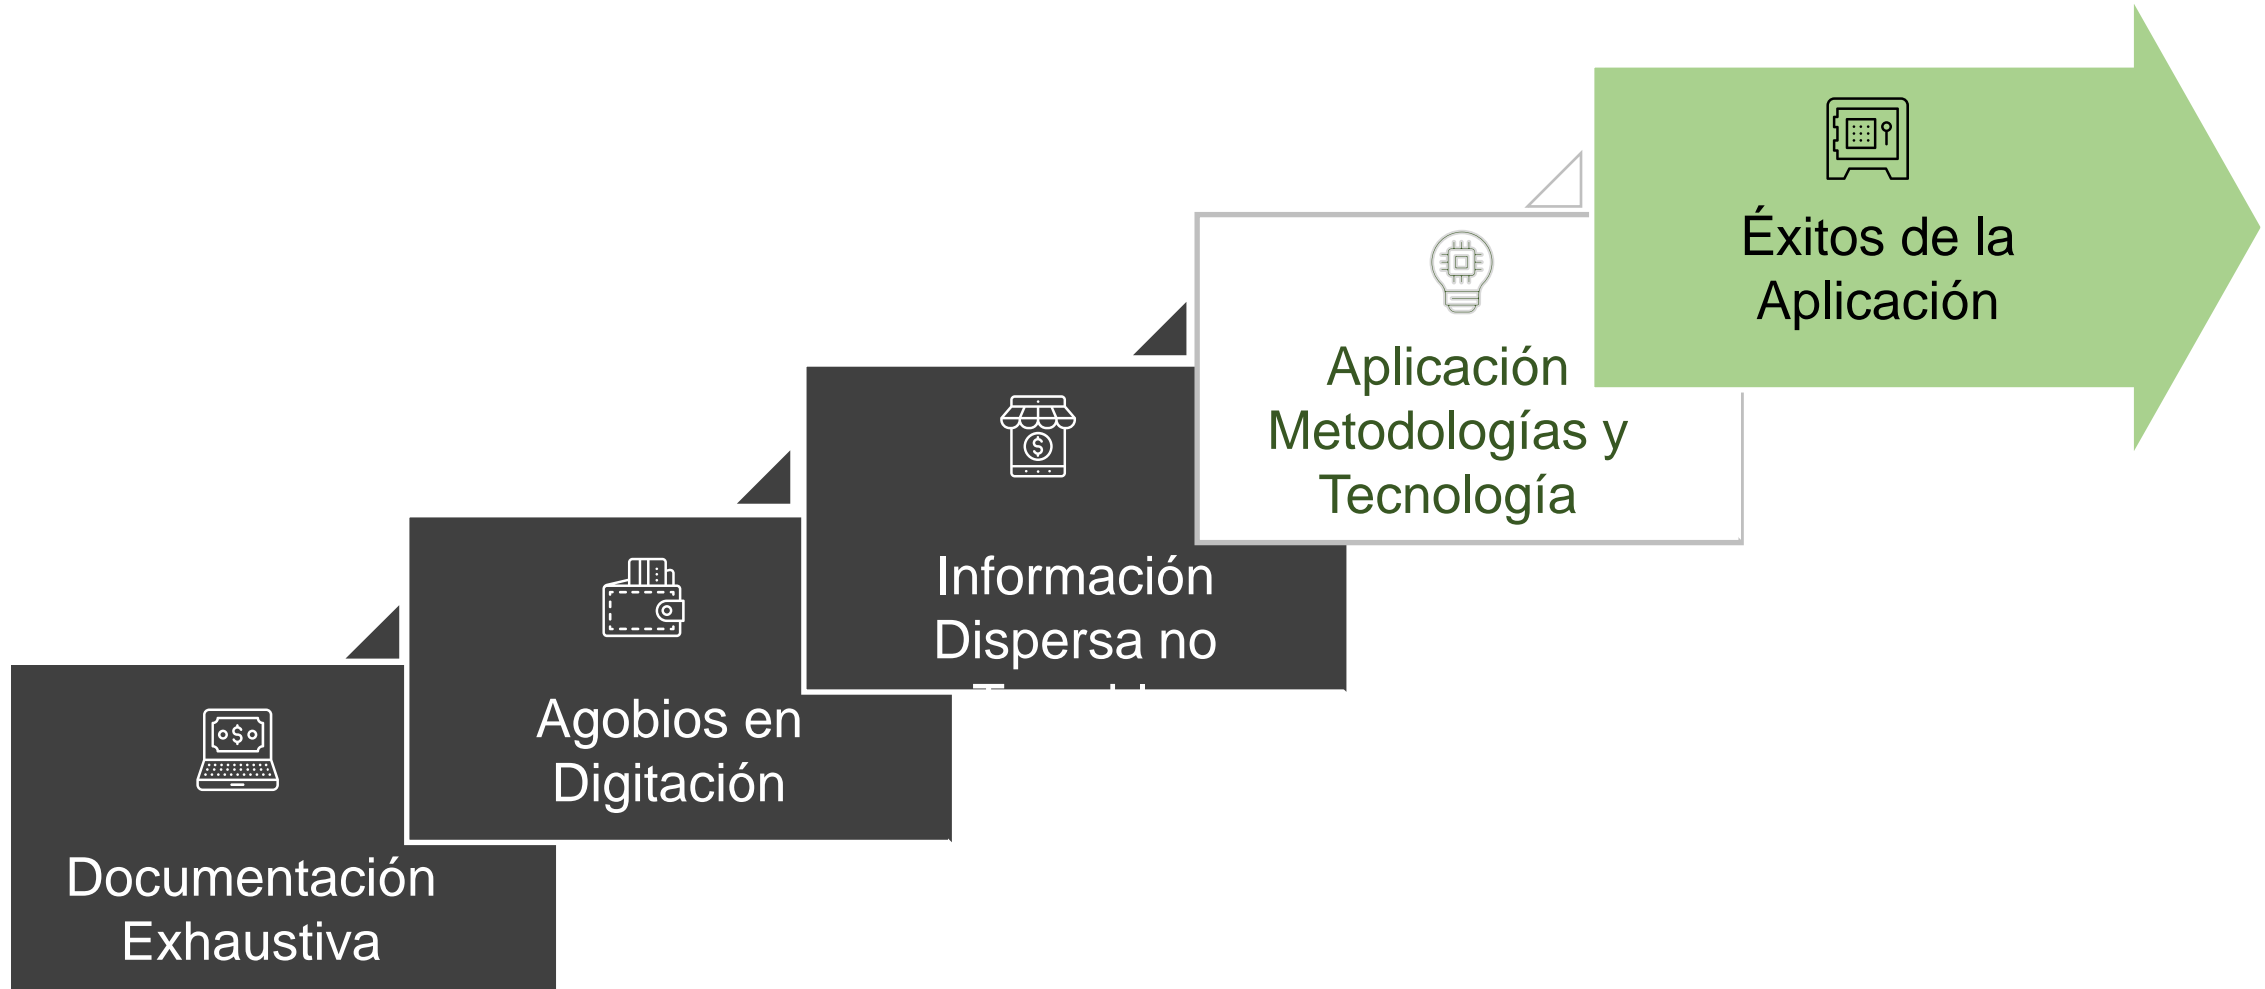 Documentación
Exhaustiva
Agobios en
Digitación
Información
Dispersa no
Aplicación
Metodologías y
Tecnología
Éxitos de la
Aplicación